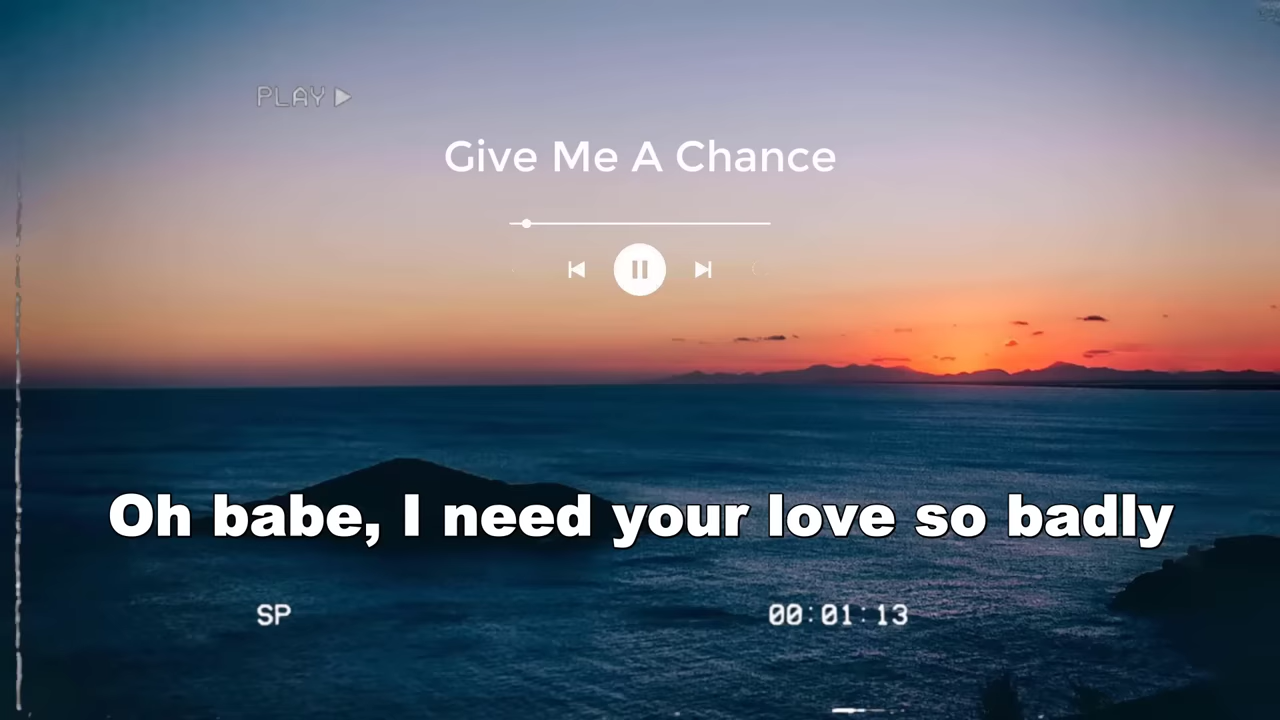 PLAY
Give Me A Chance
Oh babe, I need your love so badly
SP
00:01:13